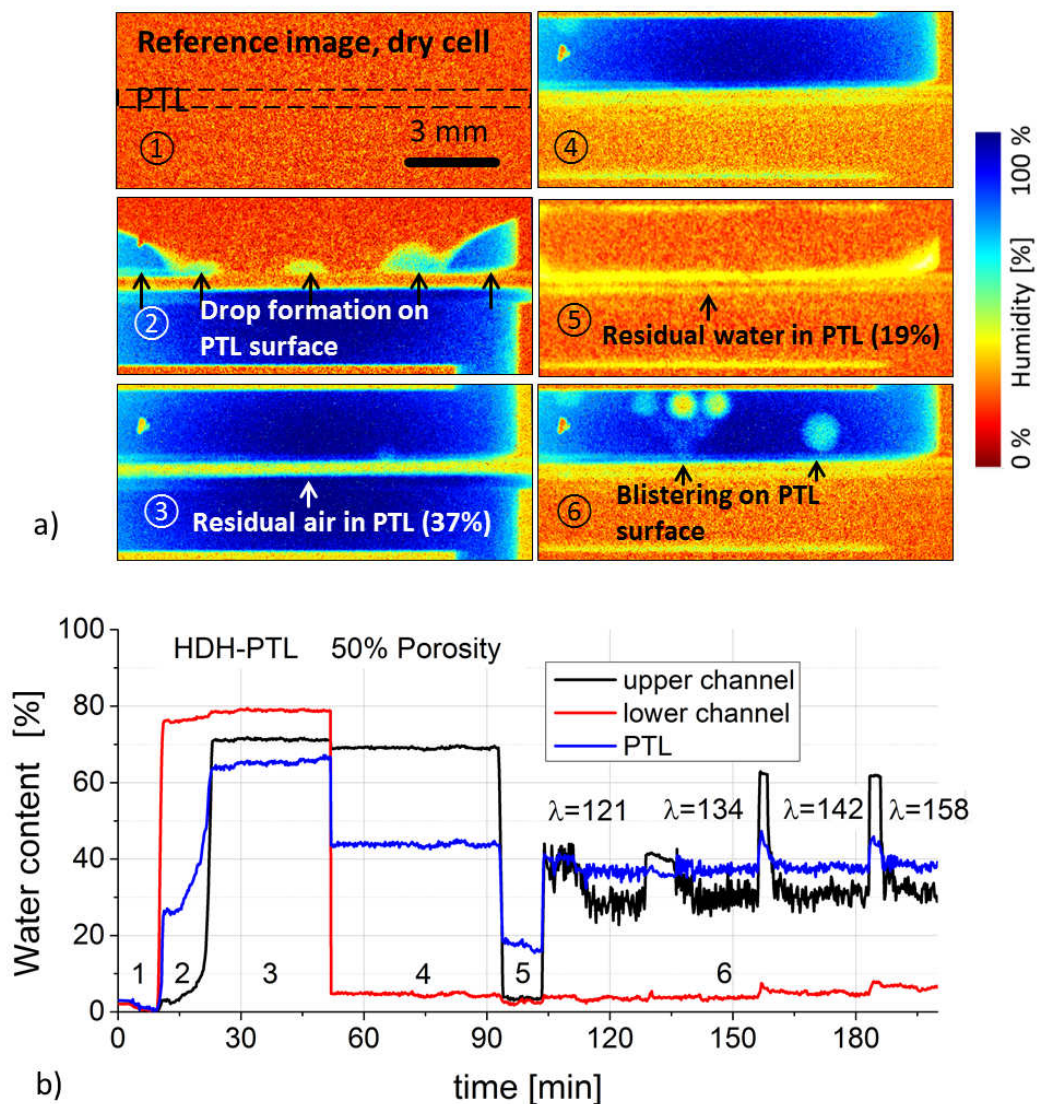 Reference image, dry cell
PTL
3 mm
①
④
②
Drop formation on
PTL surface
⑤
Residual water in PTL (19%)
③
Residual air in PTL (37%)
⑥
Blistering on PTL
surface
0 %
Humidity [%]
100 %
a)
HDH-PTL 50% Porosity
upper channel
lower channel
PTL
λ=121
λ=134
λ=142
λ=158
1
2
3
4
5
6
100
80
60
40
20
0
Water content [%]
0
30
60
90
120
150
180
time [min]
b)